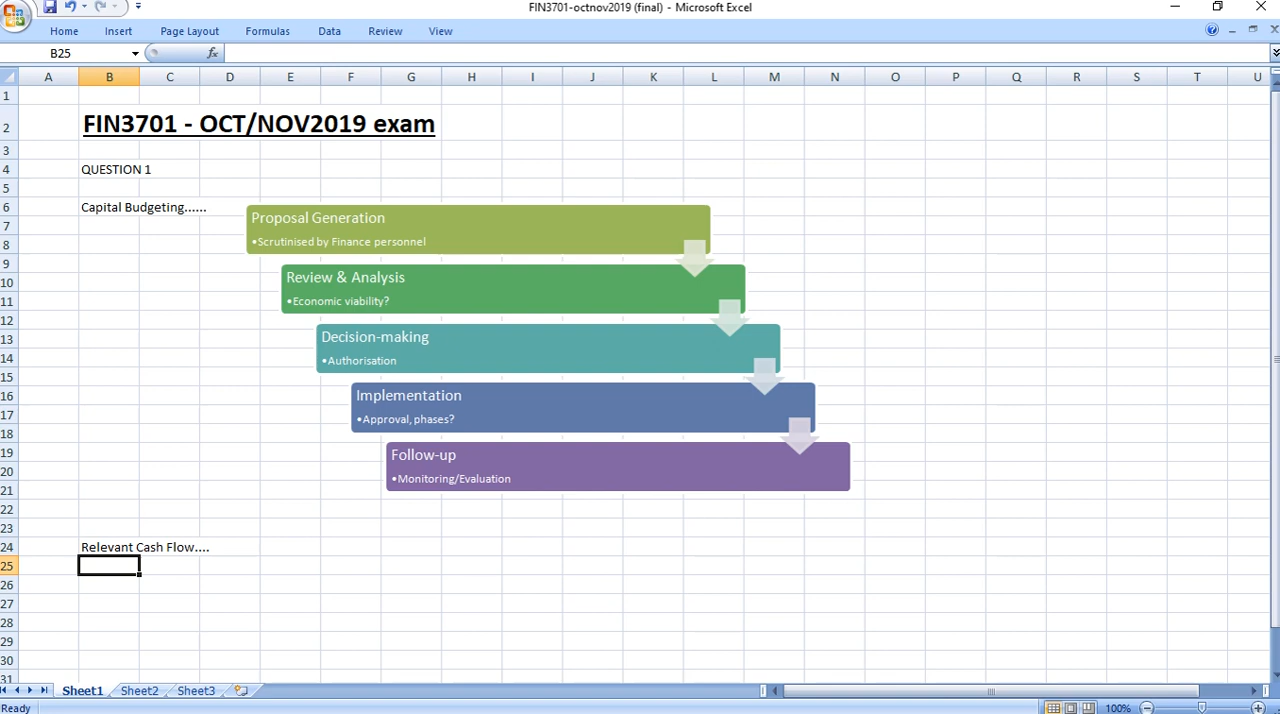 FIN3701-octnov2019 (final) - Microsoft Excel
Home Insert Page Layout Formulas Data Review View
B25 fx
A B C D E F G H I J K L M N O P Q R S T U
1
2 FIN3701 - OCT/NOV2019 exam
3
4 QUESTION 1
5
6 Capital Budgeting......
7 Proposal Generation
8 •Scrutinised by Finance personnel
9
10 Review & Analysis
11 •Economic viability?
12
13 Decision-making
14 •Authorisation
15
16 Implementation
17 •Approval, phases?
18
19 Follow-up
20 •Monitoring/Evaluation
21
22
23
24 Relevant Cash Flow....
25
26
27
28
29
30
31
Sheet1 Sheet2 Sheet3
Ready 100%